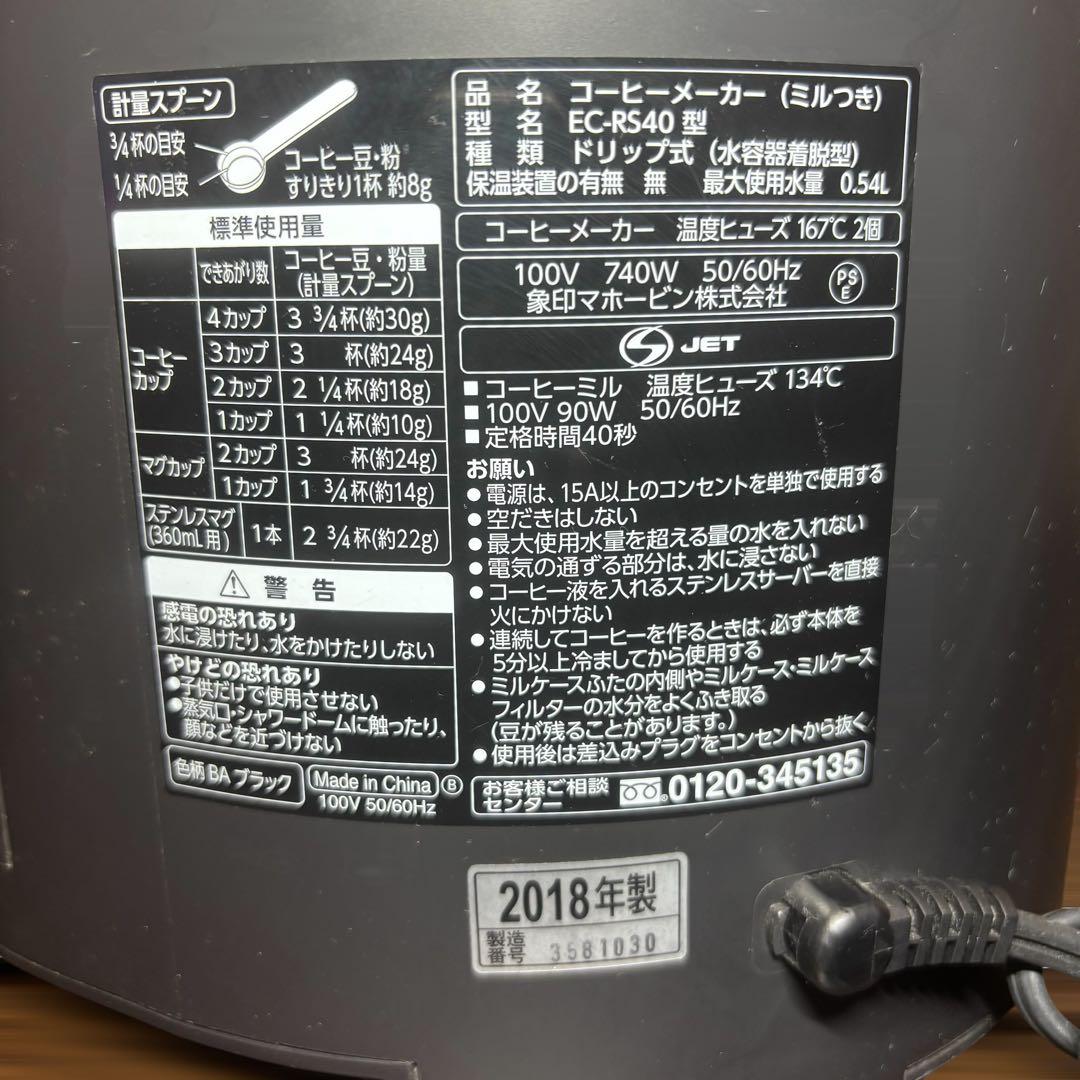 計量スプーン
3/4杯の目安
1/4杯の目安
コーヒー豆・粉
すりきり1杯 約8g
標準使用量
できあがり数 コーヒー豆・粉量
(計量スプーン)
コーヒーカップ
4カップ 3 3/4杯(約30g)
3カップ 3 杯(約24g)
2カップ 2 1/4杯(約18g)
1カップ 1 1/4杯(約10g)
マグカップ
2カップ 3 杯(約24g)
1カップ 1 3/4杯(約14g)
ステンレスマグ
(360mL用) 1本 2 3/4杯(約22g)
警告
感電の恐れあり
水に浸けたり、水をかけたりしない
やけどの恐れあり
●子供だけで使用させない
●蒸気口・シャワードームに触ったり、
顔などを近づけない
色柄 BA ブラック
Made in China Ⓑ
100V 50/60Hz
品名 コーヒーメーカー(ミルつき)
型名 EC-RS40 型
種類 ドリップ式(水容器着脱型)
保温装置の有無 無 最大使用水量 0.54L
コーヒーメーカー 温度ヒューズ 167℃ 2個
100V 740W 50/60Hz
象印マホービン株式会社
PSE
JET
■コーヒーミル 温度ヒューズ 134℃
■100V 90W 50/60Hz
■定格時間40秒
お願い
●電源は、15A以上のコンセントを単独で使用する
●空だきはしない
●最大使用水量を超える量の水を入れない
●電気の通ずる部分は、水に浸さない
●コーヒー液を入れるステンレスサーバーを直接
火にかけない
●連続してコーヒーを作るときは、必ず本体を
5分以上冷ましてから使用する
●ミルケースふたの内側やミルケース・ミルケース
フィルターの水分をよくふき取る
(豆が残ることがあります。)
●使用後は差込みプラグをコンセントから抜く
お客様ご相談
センター 0120-345135
2018年製
製造
番号 3581030